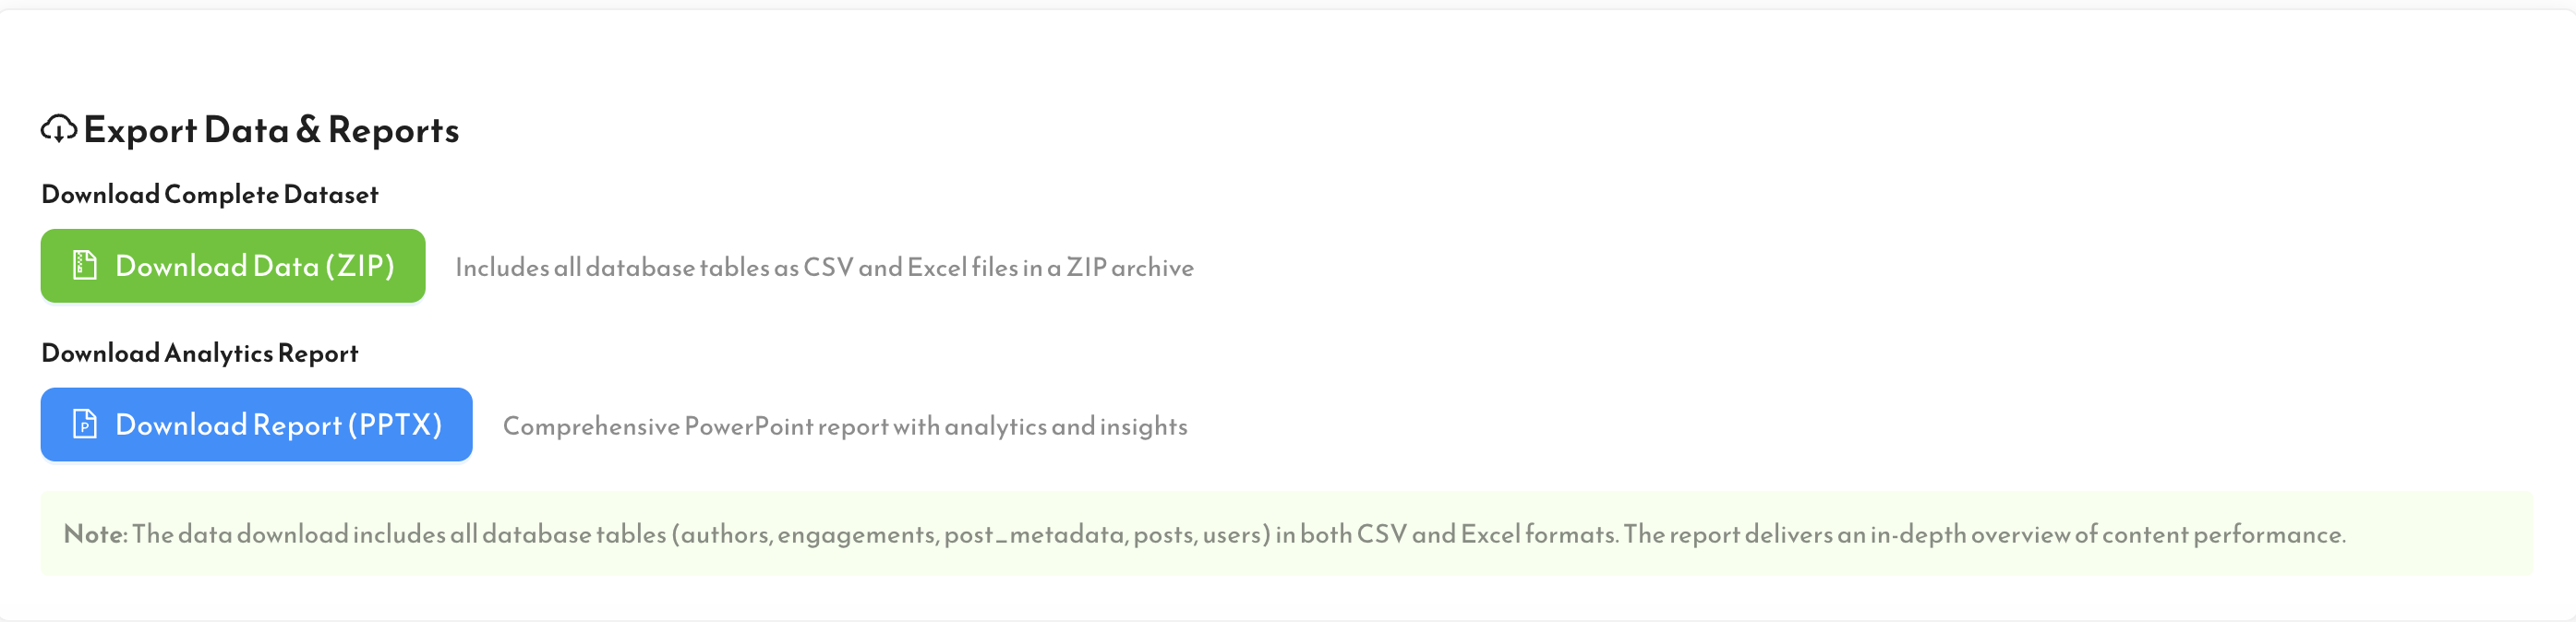 Export Data & Reports
Download Complete Dataset
Download Data (ZIP)
Includes all database tables as CSV and Excel files in a ZIP archive
Download Analytics Report
Download Report (PPTX)
Comprehensive PowerPoint report with analytics and insights
Note: The data download includes all database tables (authors, engagements, post_metadata, posts, users) in both CSV and Excel formats. The report delivers an in-depth overview of content performance.